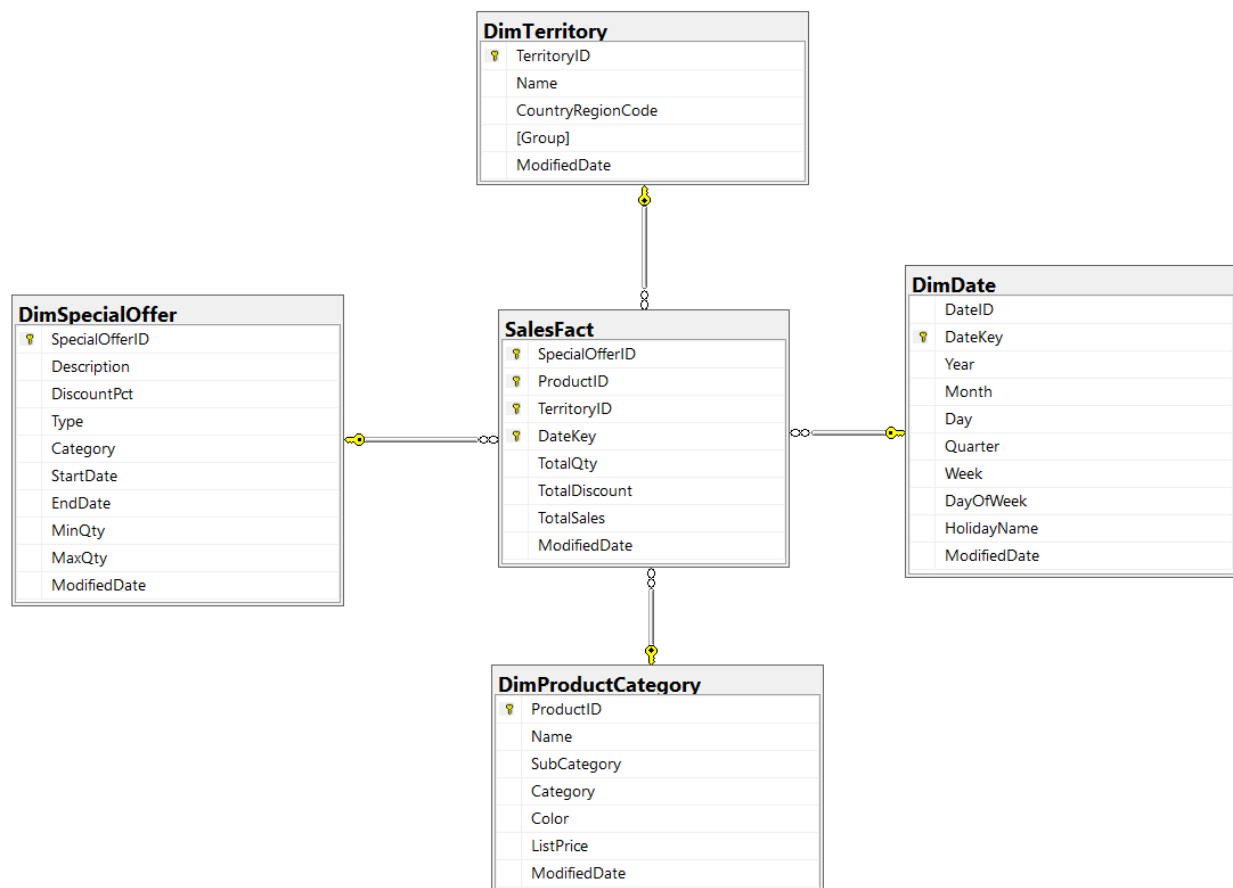 DimTerritory
TerritoryID
Name
CountryRegionCode
[Group]
ModifiedDate
DimSpecialOffer
SpecialOfferID
Description
DiscountPct
Type
Category
StartDate
EndDate
MinQty
MaxQty
ModifiedDate
SalesFact
SpecialOfferID
ProductID
TerritoryID
DateKey
TotalQty
TotalDiscount
TotalSales
ModifiedDate
DimDate
DateID
DateKey
Year
Month
Day
Quarter
Week
DayOfWeek
HolidayName
ModifiedDate
DimProductCategory
ProductID
Name
SubCategory
Category
Color
ListPrice
ModifiedDate